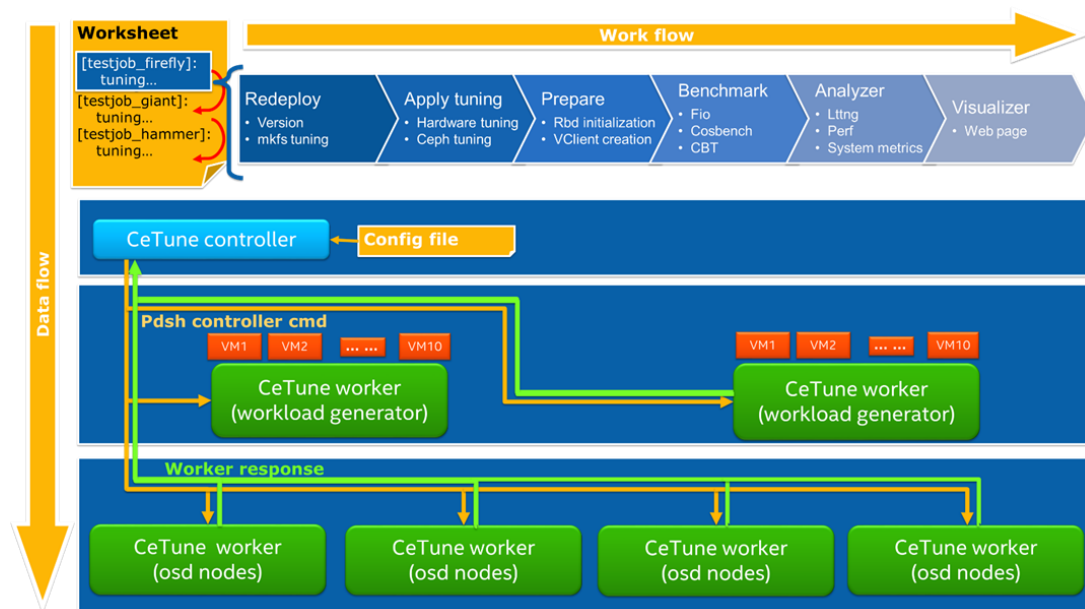 Worksheet
[testjob_firefly]:
tuning...
[testjob_giant]:
tuning...
[testjob_hammer]:
tuning...
Work flow
Redeploy
• Version
• mkfs tuning
Apply tuning
• Hardware tuning
• Ceph tuning
Prepare
• Rbd initialization
• VClient creation
Benchmark
• Fio
• Cosbench
• CBT
Analyzer
• Lttng
• Perf
• System metrics
Visualizer
• Web page
Data flow
CeTune controller
Config file
Pdsh controller cmd
VM1
VM2
... ...
VM10
CeTune worker
(workload generator)
VM1
VM2
... ...
VM10
CeTune worker
(workload generator)
Worker response
CeTune worker
(osd nodes)
CeTune worker
(osd nodes)
CeTune worker
(osd nodes)
CeTune worker
(osd nodes)